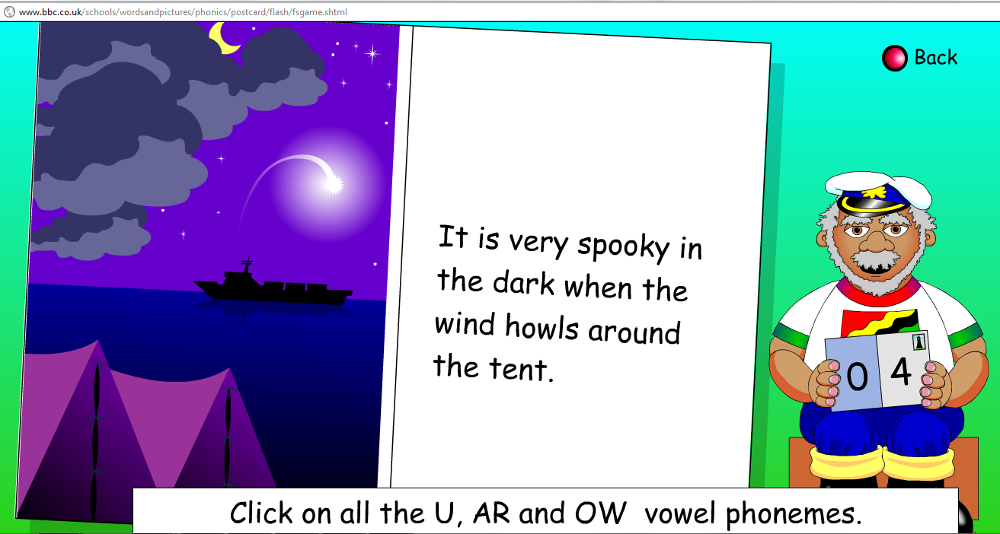 www.bbc.co.uk/schools/wordsandpictures/phonics/postcard/flash/fsgame.shtml
Back
It is very spooky in
the dark when the
wind howls around
the tent.
0 4
Click on all the U, AR and OW vowel phonemes.